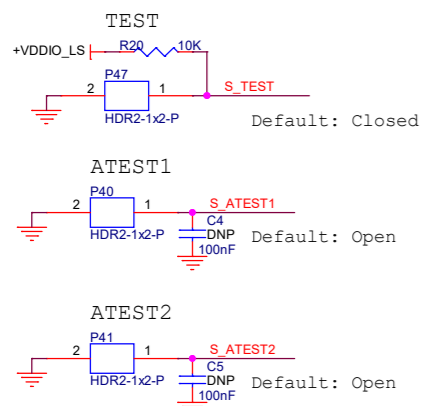 TEST
+VDDIO_LS R20 10K
P47
2 1 S_TEST
HDR2-1x2-P Default: Closed
ATEST1
P40
2 1 S_ATEST1
C4
HDR2-1x2-P DNP Default: Open
100nF
ATEST2
P41
2 1 S_ATEST2
C5
HDR2-1x2-P DNP Default: Open
100nF